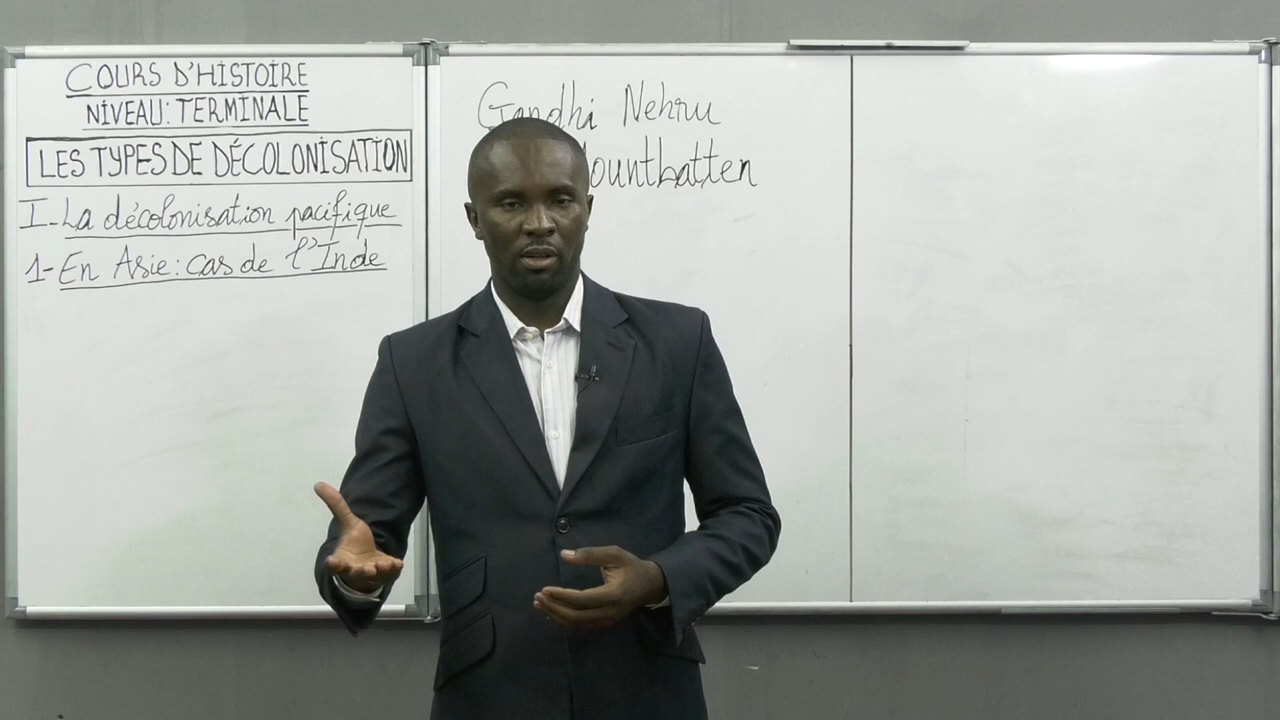 COURS D'HISTOIRE
NIVEAU: TERMINALE
LES TYPES DE DÉCOLONISATION
I-La décolonisation pacifique
1-En Asie: cas de l'Inde
Gandhi Nehru